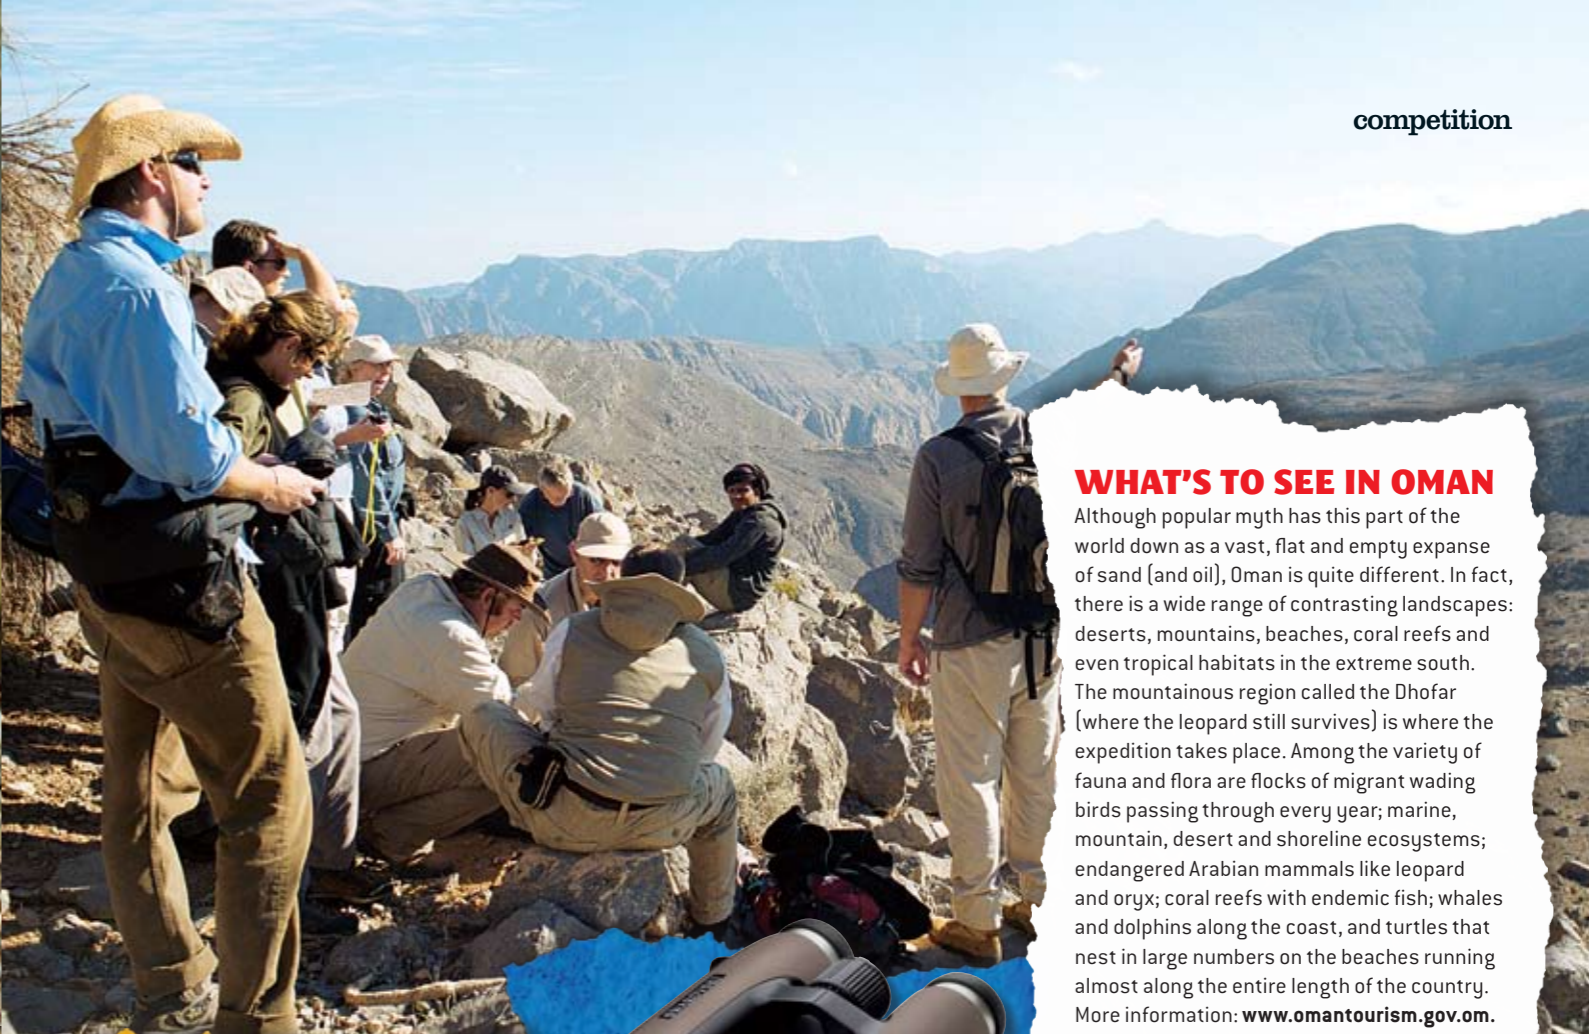 competition
WHAT'S TO SEE IN OMAN
Although popular myth has this part of the
world down as a vast, flat and empty expanse
of sand (and oil), Oman is quite different. In fact,
there is a wide range of contrasting landscapes:
deserts, mountains, beaches, coral reefs and
even tropical habitats in the extreme south.
The mountainous region called the Dhofar
(where the leopard still survives) is where the
expedition takes place. Among the variety of
fauna and flora are flocks of migrant wading
birds passing through every year; marine,
mountain, desert and shoreline ecosystems;
endangered Arabian mammals like leopard
and oryx; coral reefs with endemic fish; whales
and dolphins along the coast, and turtles that
nest in large numbers on the beaches running
almost along the entire length of the country.
More information: www.omantourism.gov.om.